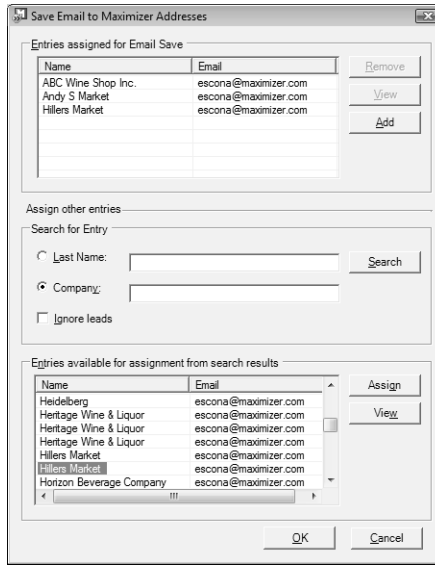 Save Email to Maximizer Addresses
Entries assigned for Email Save
Name Email
ABC Wine Shop Inc. escona@maximizer.com
Andy S Market escona@maximizer.com
Hillers Market escona@maximizer.com
Remove
View
Add
Assign other entries
Search for Entry
Last Name:
Search
Company:
Ignore leads
Entries available for assignment from search results
Name Email
Heidelberg escona@maximizer.com
Heritage Wine & Liquor escona@maximizer.com
Heritage Wine & Liquor escona@maximizer.com
Heritage Wine & Liquor escona@maximizer.com
Hillers Market escona@maximizer.com
Hillers Market escona@maximizer.com
Horizon Beverage Company escona@maximizer.com
Assign
View
OK Cancel